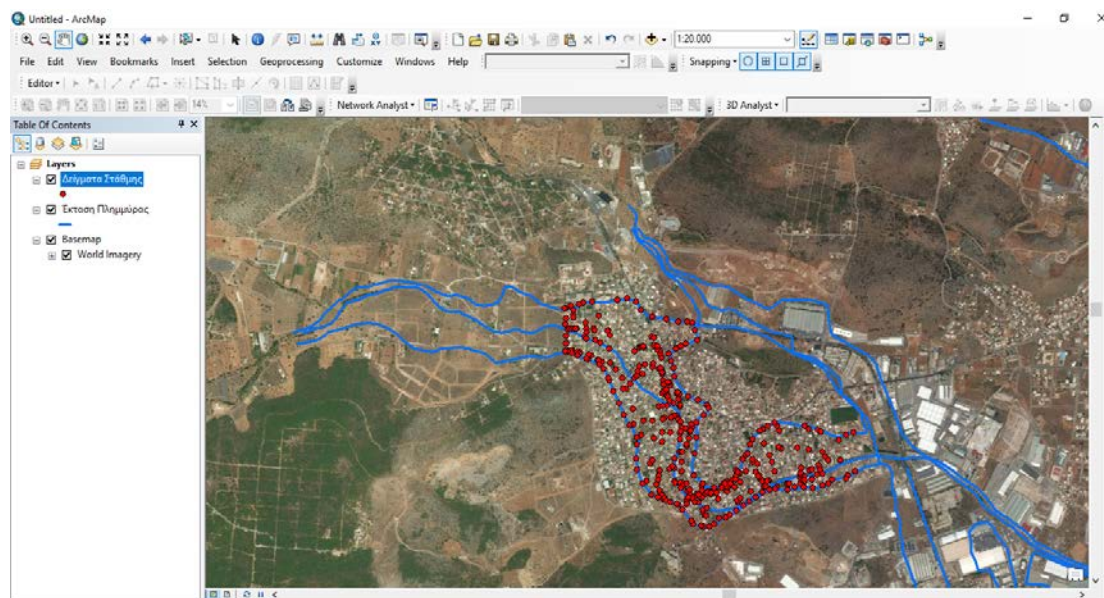 Untitled - ArcMap
1:20.000
File Edit View Bookmarks Insert Selection Geoprocessing Customize Windows Help Snapping
Editor
14% Network Analyst 3D Analyst
Table Of Contents
Layers
Δείγματα Στάθμης
Έκταση Πλημμύρας
Basemap
World Imagery